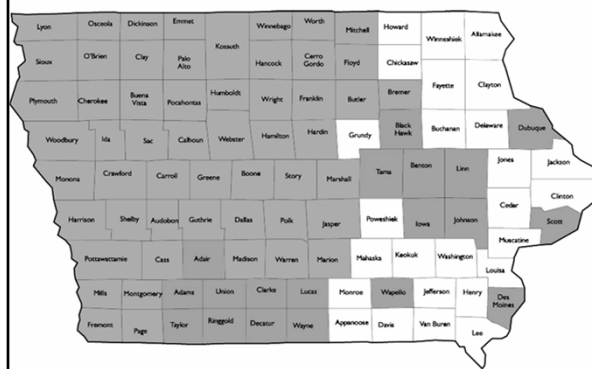 Lyon
Osceola
Dickinson
Emmet
Winnebago
Worth
Mitchell
Howard
Winneshiek
Allamakee
Kossuth
Sioux
O'Brien
Clay
Palo
Alto
Hancock
Cerro
Gordo
Floyd
Chickasaw
Plymouth
Cherokee
Buena
Vista
Pocahontas
Humboldt
Wright
Franklin
Butler
Bremer
Fayette
Clayton
Woodbury
Ida
Sac
Calhoun
Webster
Hamilton
Hardin
Grundy
Black
Hawk
Buchanan
Delaware
Dubuque
Monona
Crawford
Carroll
Greene
Boone
Story
Marshall
Tama
Benton
Linn
Jones
Jackson
Clinton
Harrison
Shelby
Audobon
Guthrie
Dallas
Polk
Jasper
Poweshiek
Iowa
Johnson
Cedar
Scott
Muscatine
Pottawattamie
Cass
Adair
Madison
Warren
Marion
Mahaska
Keokuk
Washington
Louisa
Mills
Montgomery
Adams
Union
Clarke
Lucas
Monroe
Wapello
Jefferson
Henry
Des
Moines
Fremont
Page
Taylor
Ringgold
Decatur
Wayne
Appanoose
Davis
Van Buren
Lee